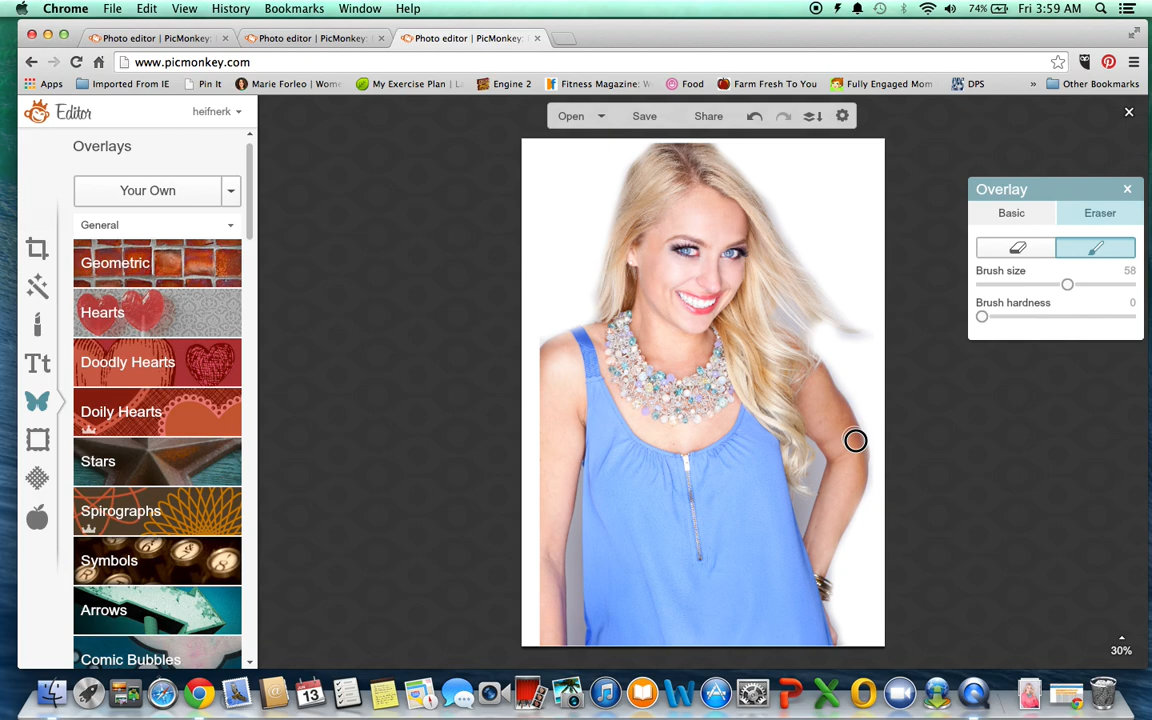 Chrome File Edit View History Bookmarks Window Help 74% Fri 3:59 AM
Photo editor | PicMonkey: Photo editor | PicMonkey: Photo editor | PicMonkey:
www.picmonkey.com
Apps Imported From IE Pin It Marie Forleo | Wome My Exercise Plan | La Engine 2 Fitness Magazine: W Food Farm Fresh To You Fully Engaged Mom DPS » Other Bookmarks
Editor heifnerk
Open Save Share
Overlays
Your Own
General
Geometric
Hearts
Doodly Hearts
Doily Hearts
Stars
Spirographs
Symbols
Arrows
Comic Bubbles
Tt
Overlay
Basic Eraser
Brush size 58
Brush hardness 0
30%
JAN
13